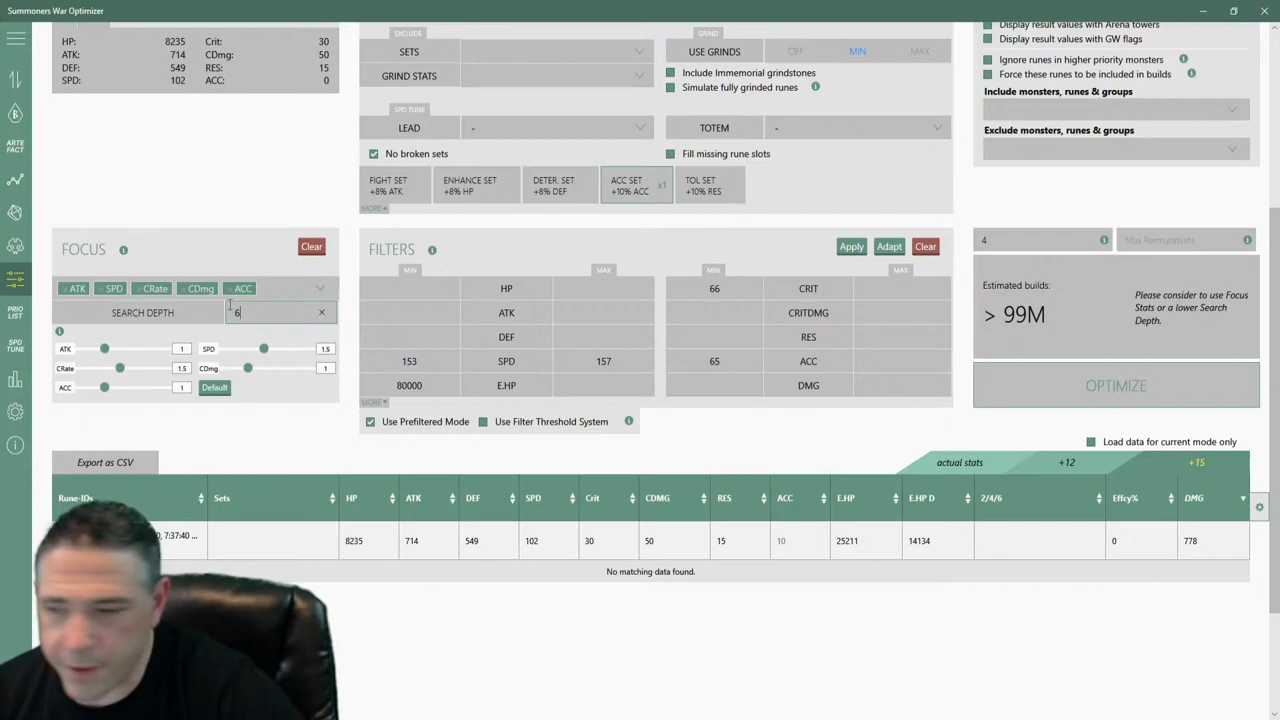 Summoners War Optimizer
HP: 8235 Crit: 30
ATK: 714 CDmg: 50
DEF: 549 RES: 15
SPD: 102 ACC: 0
EXCLUDE
SETS
GRIND STATS
SPD TUNE
LEAD -
No broken sets
GRIND
USE GRINDS OFF MIN MAX
Include Immemorial grindstones
Simulate fully grinded runes
TOTEM -
Fill missing rune slots
FIGHT SET +8% ATK
ENHANCE SET +8% HP
DETER. SET +8% DEF
ACC SET +10% ACC x1
TOL SET +10% RES
MORE
Display result values with Arena towers
Display result values with GW flags
Ignore runes in higher priority monsters
Force these runes to be included in builds
Include monsters, runes & groups
Exclude monsters, runes & groups
ARTE FACT
PRIO LIST
SPD TUNE
FOCUS Clear
ATK SPD CRate CDmg ACC
SEARCH DEPTH 6
ATK 1 SPD 1.5
CRate 1.5 CDmg 1
ACC 1 Default
FILTERS Apply Adapt Clear
MIN MAX MIN MAX
HP 66 CRIT
ATK CRITDMG
DEF RES
153 SPD 157 65 ACC
80000 E.HP DMG
MORE
Use Prefiltered Mode Use Filter Threshold System
4 Max Permutations
Estimated builds:
> 99M
Please consider to use Focus
Stats or a lower Search
Depth.
OPTIMIZE
Load data for current mode only
Export as CSV actual stats +12 +15
Rune-IDs Sets HP ATK DEF SPD Crit CDMG RES ACC E.HP E.HP D 2/4/6 Effcy% DMG
7:37:40 ... 8235 714 549 102 30 50 15 10 25211 14134 0 778
No matching data found.